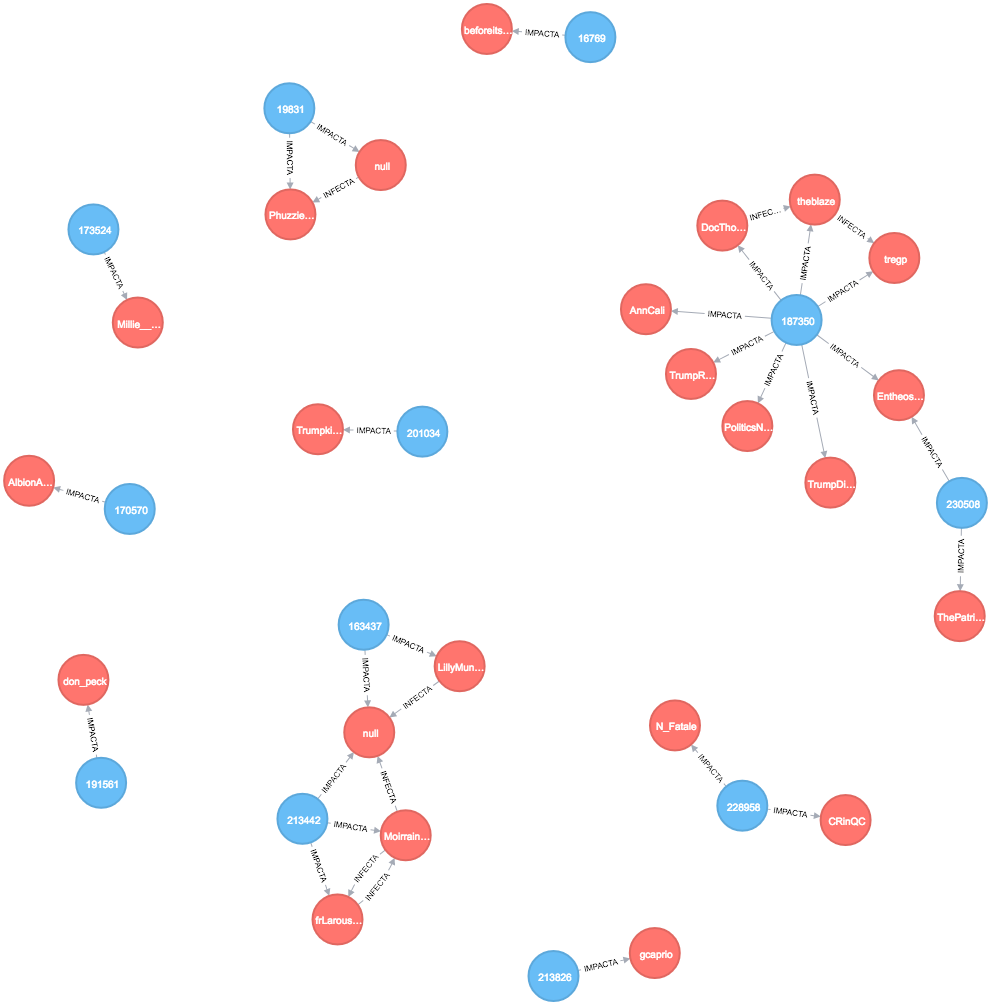 beforeits...
IMPACTA
16769
19831
IMPACTA
IMPACTA
null
INFECTA
Phuzzie...
173524
IMPACTA
Millie__...
theblaze
INFEC...
DocTho...
INFECTA
tregp
IMPACTA
IMPACTA
IMPACTA
AnnCali
IMPACTA
187350
IMPACTA
IMPACTA
TrumpR...
IMPACTA
IMPACTA
Entheos...
PoliticsN...
TrumpDi...
Trumpki...
IMPACTA
201034
AlbionA...
IMPACTA
170570
IMPACTA
230508
IMPACTA
ThePatri...
163437
IMPACTA
LillyMun...
IMPACTA
INFECTA
null
don_peck
IMPACTA
191561
IMPACTA
INFECTA
213442
IMPACTA
Moirrain...
IMPACTA
INFECTA
INFECTA
frLarous...
N_Fatale
IMPACTA
228958
IMPACTA
CRinQC
213826
IMPACTA
gcaprio